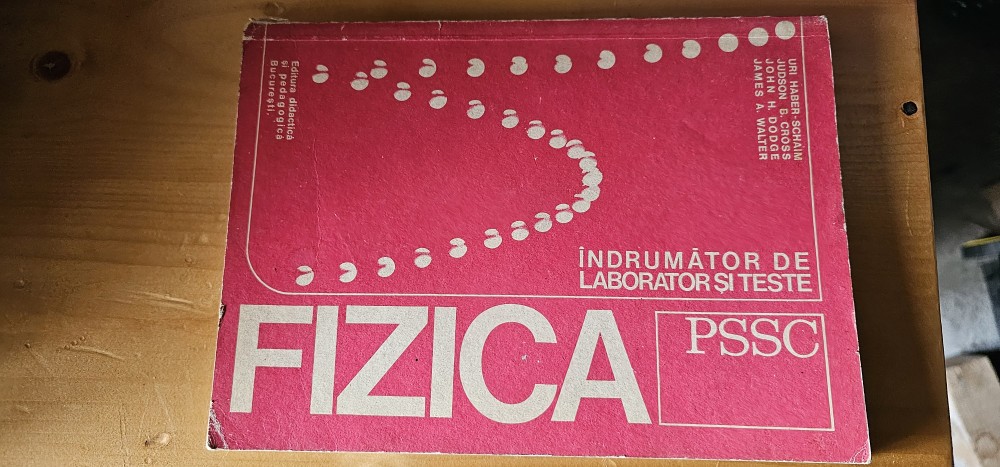 Editura didactică
și pedagogică
București.
URI HABER-SCHAIM
JUDSON B. CROSS
JOHN H. DODGE
JAMES A. WALTER
ÎNDRUMĂTOR DE
LABORATOR ȘI TESTE
FIZICA
PSSC